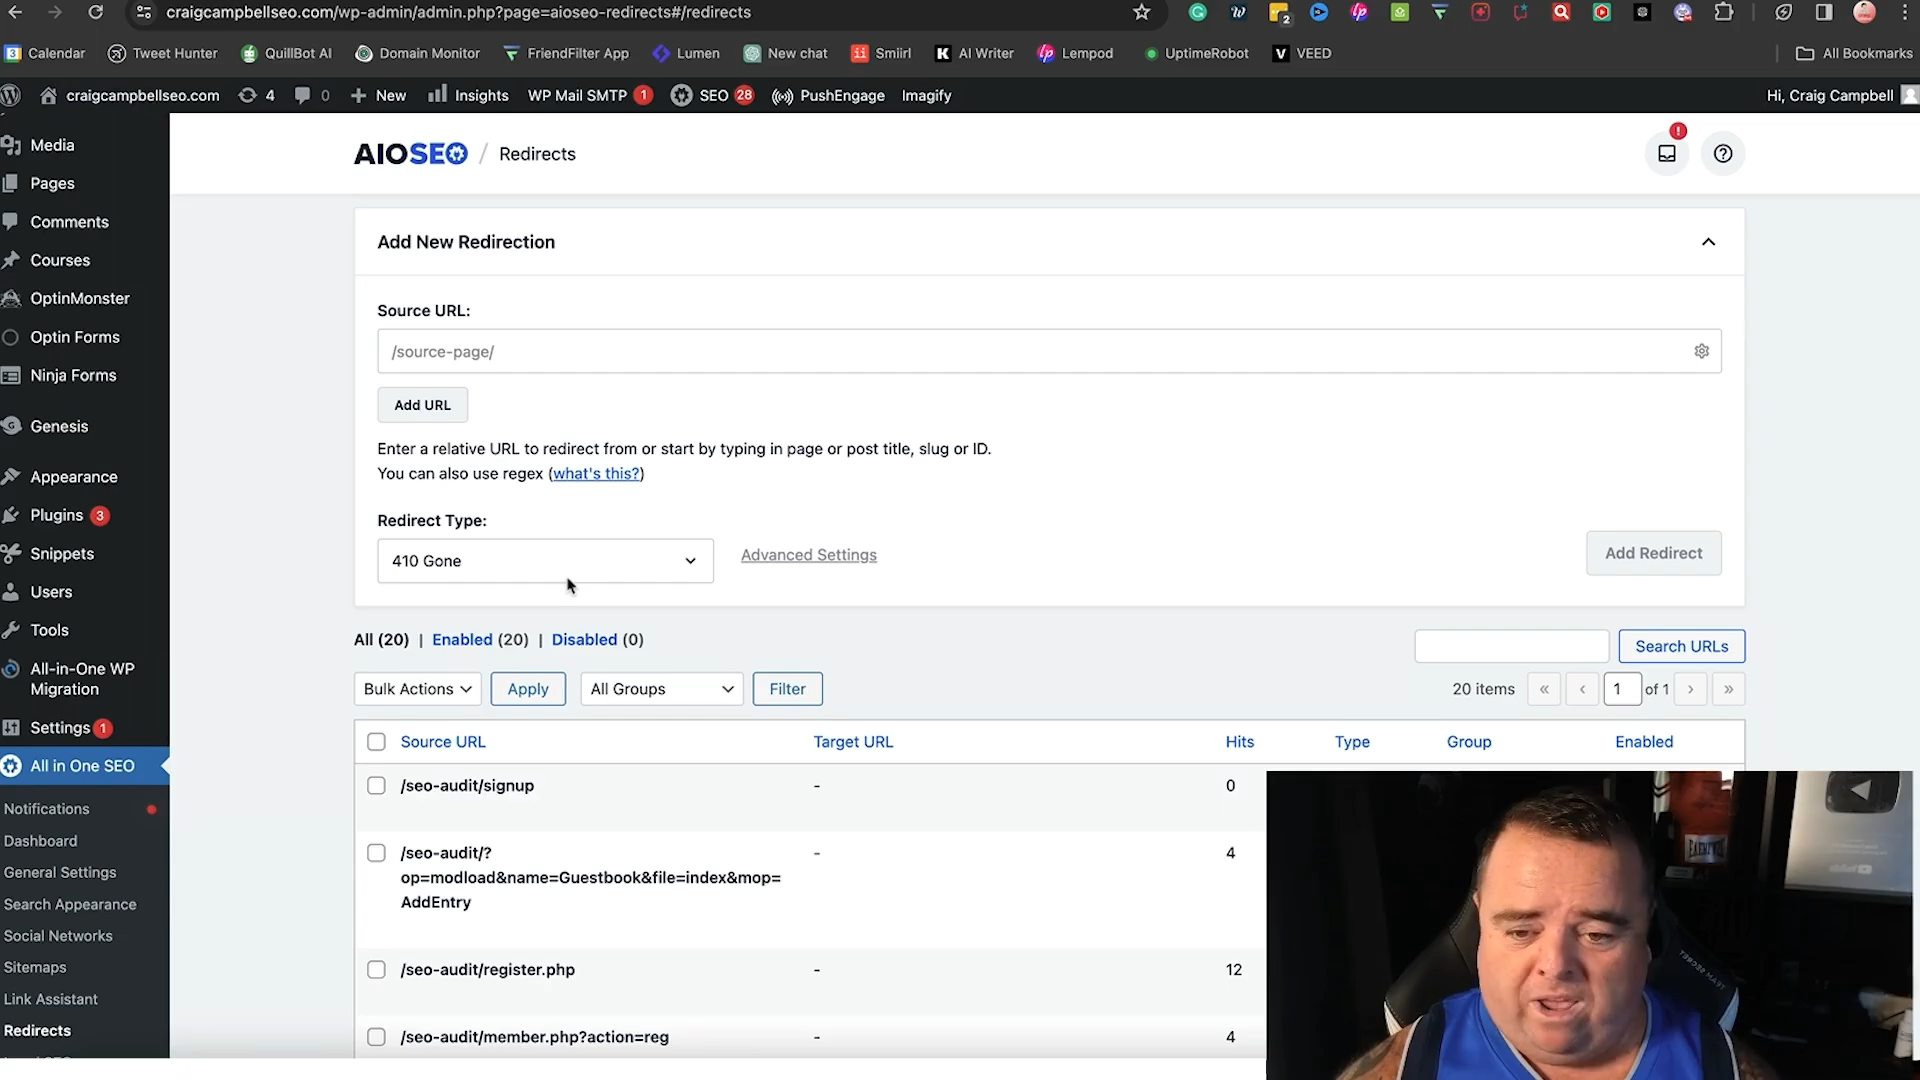 craigcampbellseo.com/wp-admin/admin.php?page=aioseo-redirects#/redirects
2
3 Calendar Tweet Hunter QuillBot AI Domain Monitor FriendFilter App Lumen New chat Smiirl AI Writer Lempod UptimeRobot VEED All Bookmarks
craigcampbellseo.com 4 0 New Insights WP Mail SMTP 1 SEO 28 PushEngage Imagify Hi, Craig Campbell
Media
Pages
Comments
Courses
OptinMonster
Optin Forms
Ninja Forms
Genesis
Appearance
Plugins 3
Snippets
Users
Tools
All-in-One WP
Migration
Settings 1
All in One SEO
Notifications
Dashboard
General Settings
Search Appearance
Social Networks
Sitemaps
Link Assistant
Redirects
AIOSEO / Redirects
Add New Redirection
Source URL:
/source-page/
Add URL
Enter a relative URL to redirect from or start by typing in page or post title, slug or ID.
You can also use regex (what's this?)
Redirect Type:
410 Gone
Advanced Settings
Add Redirect
All (20) | Enabled (20) | Disabled (0)
Search URLs
Bulk Actions Apply All Groups Filter 20 items « ‹ 1 of 1 › »
Source URL Target URL Hits Type Group Enabled
/seo-audit/signup - 0
/seo-audit/?
op=modload&name=Guestbook&file=index&mop=
AddEntry - 4
/seo-audit/register.php - 12
/seo-audit/member.php?action=reg - 4